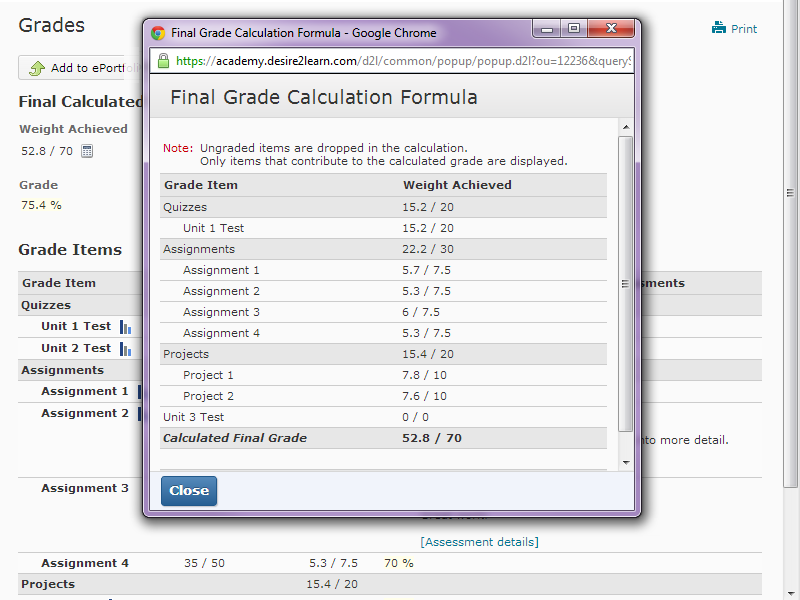 Grades
Print
Add to ePortfolio
Final Calculated
Weight Achieved
52.8 / 70
Grade
75.4 %
Grade Items
Grade Item
Quizzes
Unit 1 Test
Unit 2 Test
Assignments
Assignment 1
Assignment 2
nto more detail.
Assignment 3
[Assessment details]
Assignment 4 35 / 50 5.3 / 7.5 70 %
Projects 15.4 / 20
Final Grade Calculation Formula - Google Chrome
https://academy.desire2learn.com/d2l/common/popup/popup.d2l?ou=12236&queryS
Final Grade Calculation Formula
Note: Ungraded items are dropped in the calculation.
Only items that contribute to the calculated grade are displayed.
Grade Item Weight Achieved
Quizzes 15.2 / 20
Unit 1 Test 15.2 / 20
Assignments 22.2 / 30
Assignment 1 5.7 / 7.5
Assignment 2 5.3 / 7.5
Assignment 3 6 / 7.5
Assignment 4 5.3 / 7.5
Projects 15.4 / 20
Project 1 7.8 / 10
Project 2 7.6 / 10
Unit 3 Test 0 / 0
Calculated Final Grade 52.8 / 70
Close